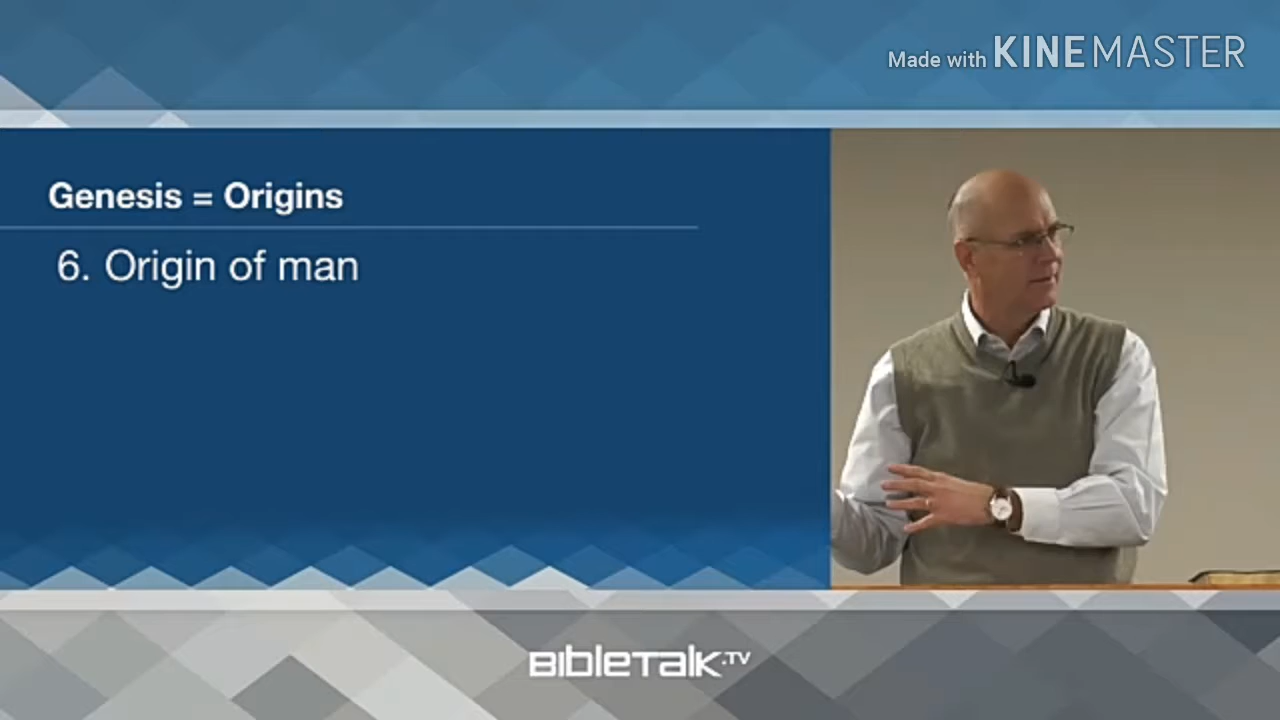 Made with KINEMASTER
Genesis = Origins
6. Origin of man
BIBLETALK.TV